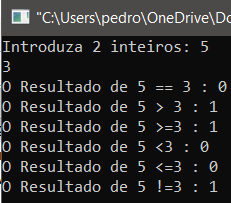 "C:\Users\pedro\OneDrive\Do
Introduza 2 inteiros: 5
3
O Resultado de 5 == 3 : 0
O Resultado de 5 > 3 : 1
O Resultado de 5 >=3 : 1
O Resultado de 5 <3 : 0
O Resultado de 5 <=3 : 0
O Resultado de 5 !=3 : 1